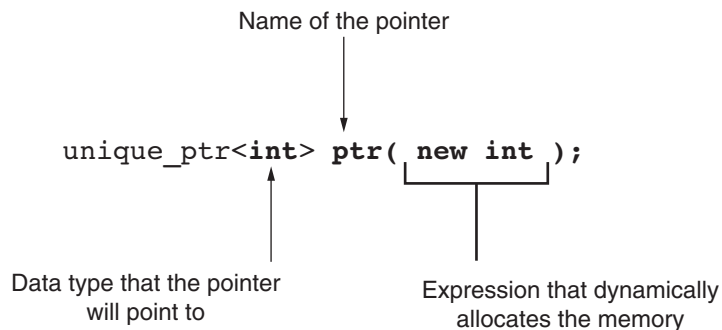 Name of the pointer
unique_ptr<int> ptr( new int );
Data type that the pointer
will point to
Expression that dynamically
allocates the memory